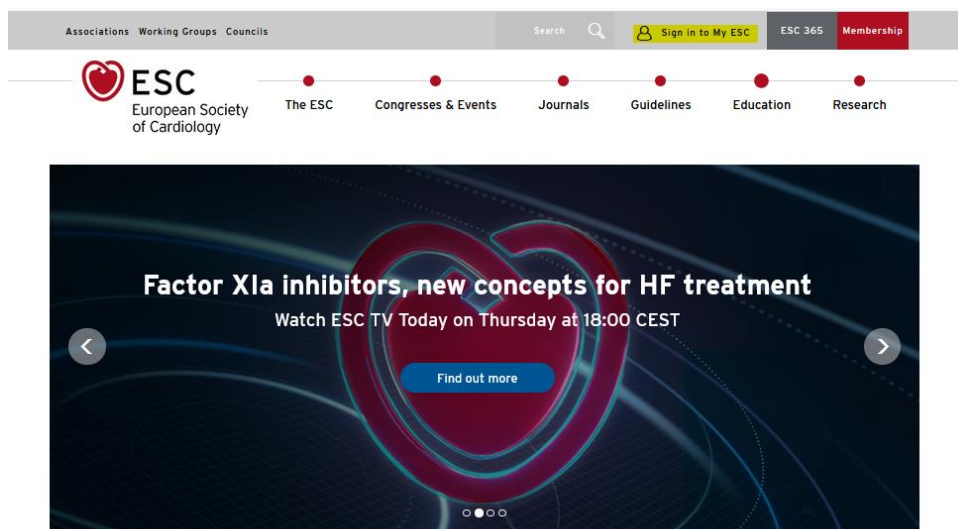 Associations Working Groups Councils
Search
Sign in to My ESC
ESC 365
Membership
ESC
European Society
of Cardiology
The ESC
Congresses & Events
Journals
Guidelines
Education
Research
Factor XIa inhibitors, new concepts for HF treatment
Watch ESC TV Today on Thursday at 18:00 CEST
Find out more